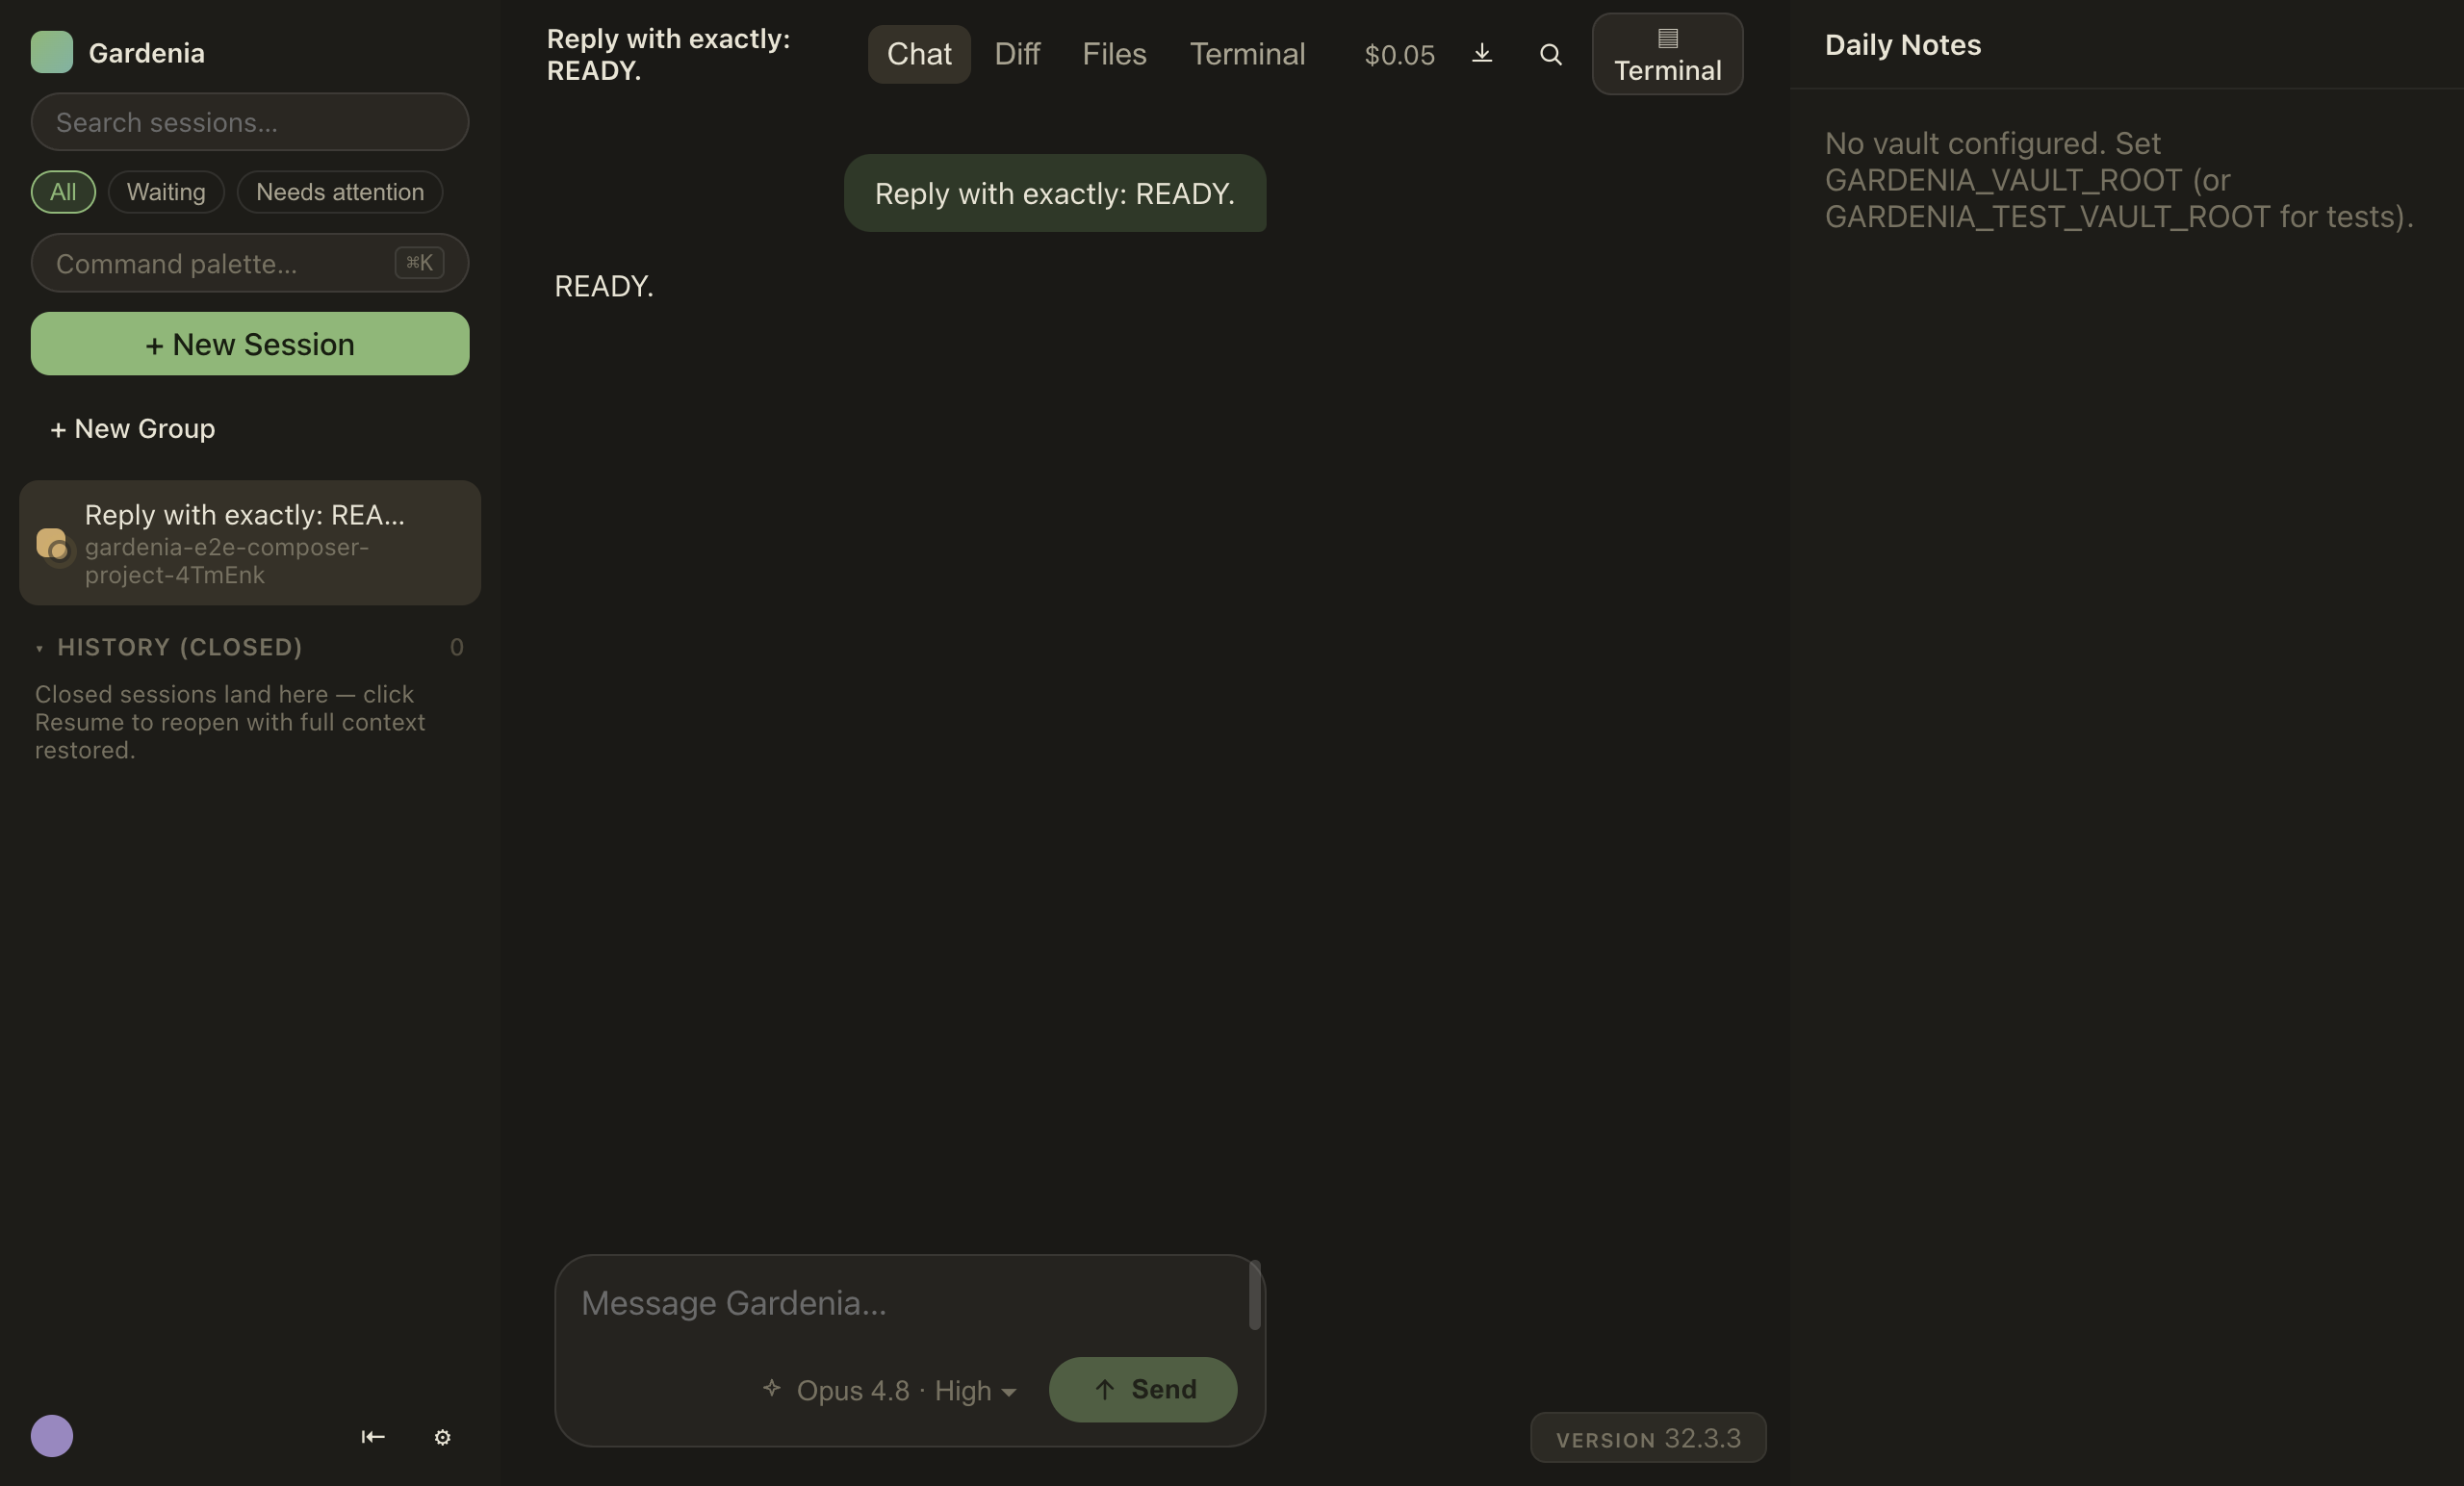 Gardenia
Search sessions...
All
Waiting
Needs attention
Command palette...
⌘K
+ New Session
+ New Group
Reply with exactly: REA...
gardenia-e2e-composer-
project-4TmEnk
HISTORY (CLOSED)
0
Closed sessions land here — click
Resume to reopen with full context
restored.
Reply with exactly:
READY.
Chat
Diff
Files
Terminal
$0.05
Terminal
Reply with exactly: READY.
READY.
Message Gardenia...
Opus 4.8 · High
Send
VERSION 32.3.3
Daily Notes
No vault configured. Set
GARDENIA_VAULT_ROOT (or
GARDENIA_TEST_VAULT_ROOT for tests).